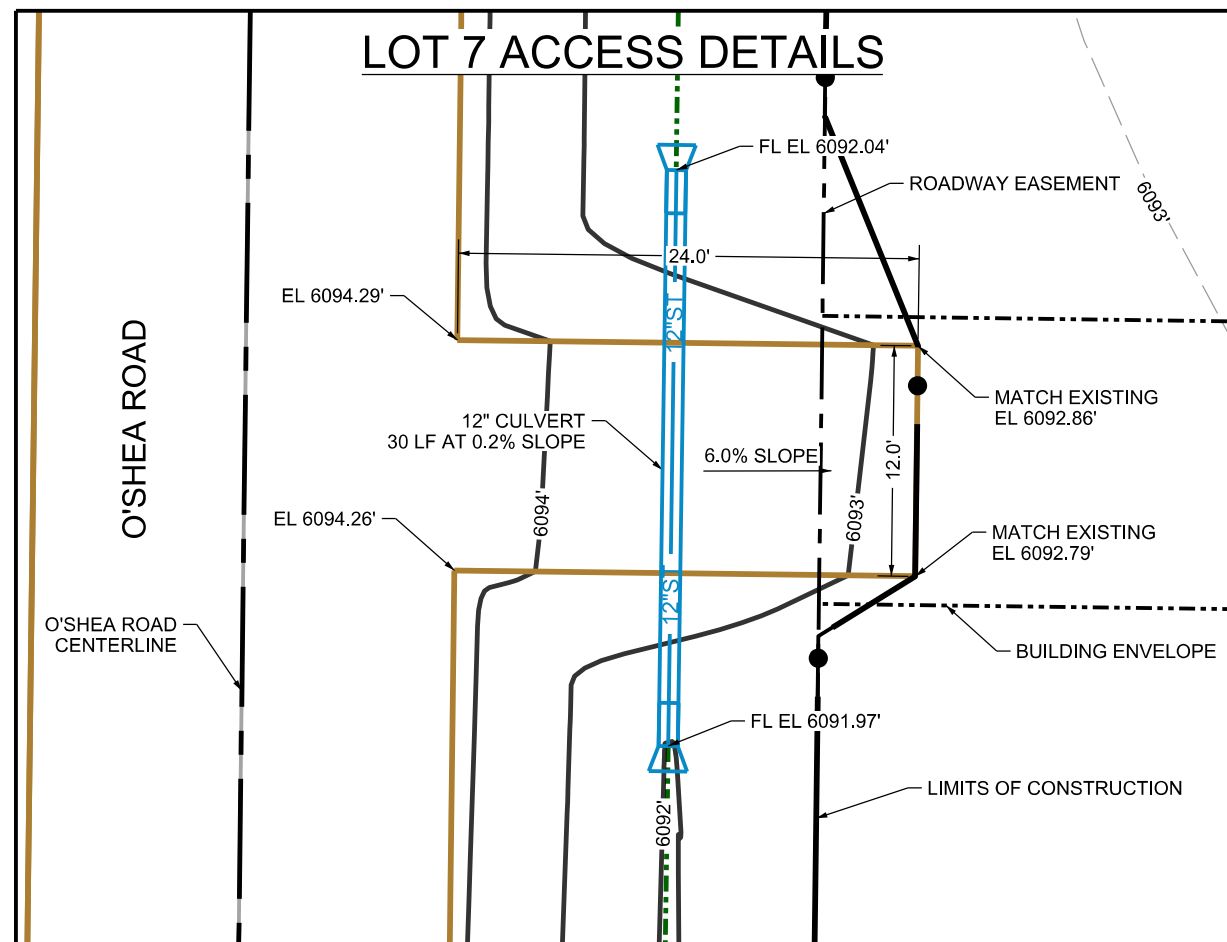 LOT 7 ACCESS DETAILS
FL EL 6092.04'
ROADWAY EASEMENT
6093'
24.0'
EL 6094.29'
12"ST
O'SHEA ROAD
MATCH EXISTING
EL 6092.86'
12" CULVERT
30 LF AT 0.2% SLOPE
6.0% SLOPE
12.0'
6094'
6093'
EL 6094.26'
MATCH EXISTING
EL 6092.79'
12"ST
O'SHEA ROAD
CENTERLINE
BUILDING ENVELOPE
FL EL 6091.97'
LIMITS OF CONSTRUCTION
6092'